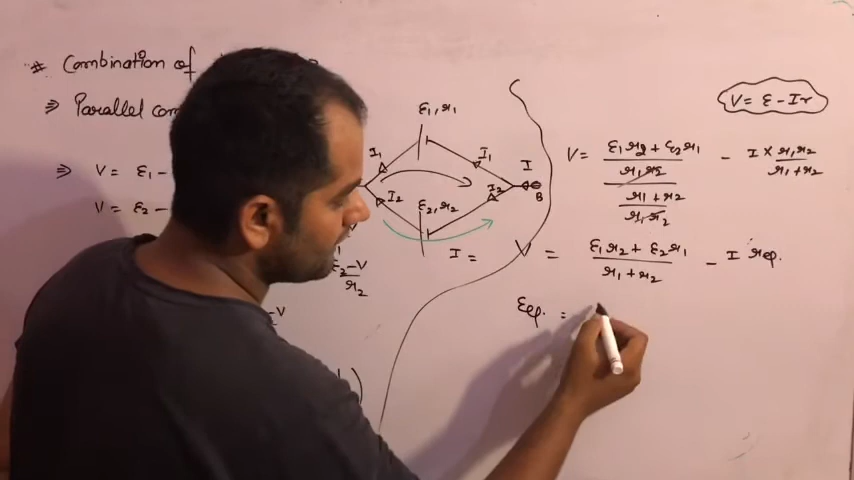 # Combination of
⇒ Parallel com
⇒ V = ε1 -
V = ε2 -
ε2-V
r2
-V
ε1, r1
I1
I1
I
B
I2
I2
ε2, r2
I =
V = ε - Ir
V = (ε1r2 + ε2r1 / r1r2) / (r1 + r2 / r1r2) - I × r1r2 / r1 + r2
V = ε1r2 + ε2r1 / r1 + r2 - I req.
εeq. =